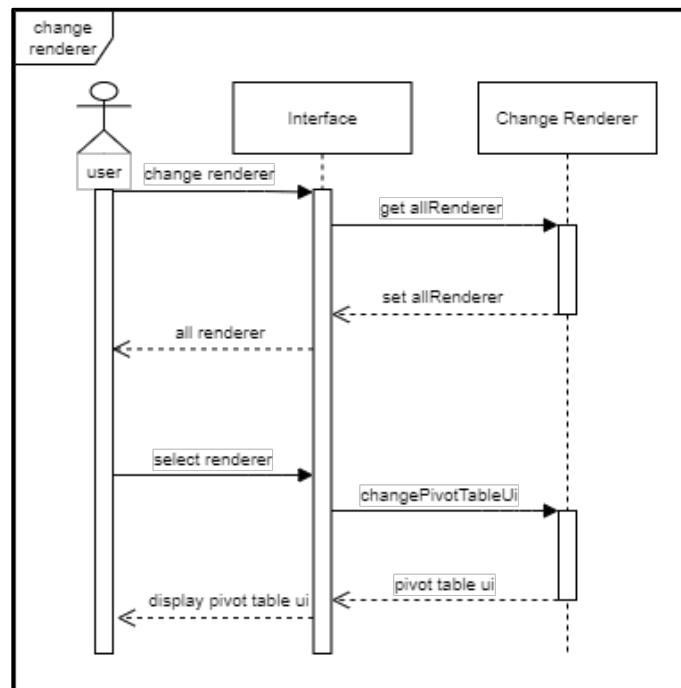 change
renderer
Interface
Change Renderer
user
change renderer
get allRenderer
set allRenderer
all renderer
select renderer
changePivotTableUi
pivot table ui
display pivot table ui